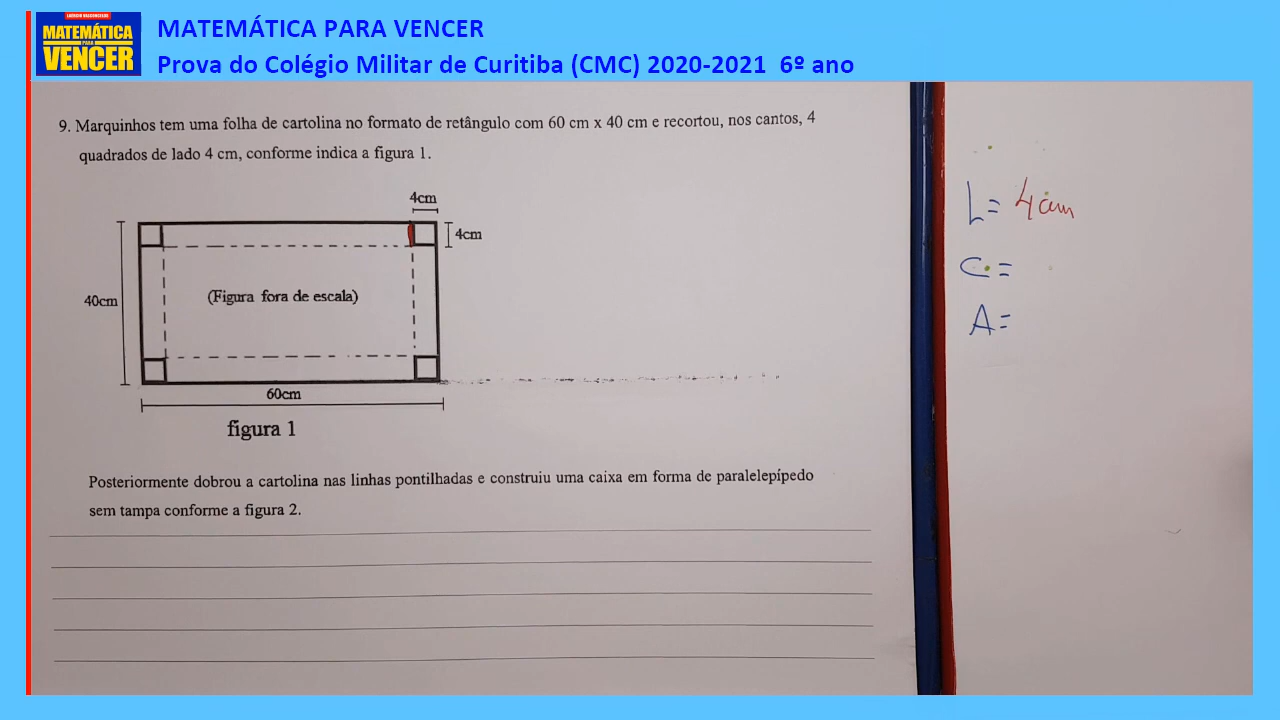 LAÉRCIO VASCONCELOS
MATEMÁTICA
PARA
VENCER
MATEMÁTICA PARA VENCER
Prova do Colégio Militar de Curitiba (CMC) 2020-2021 6º ano
9. Marquinhos tem uma folha de cartolina no formato de retângulo com 60 cm x 40 cm e recortou, nos cantos, 4
quadrados de lado 4 cm, conforme indica a figura 1.
4cm
4cm
40cm
(Figura fora de escala)
60cm
figura 1
Posteriormente dobrou a cartolina nas linhas pontilhadas e construiu uma caixa em forma de paralelepípedo
sem tampa conforme a figura 2.
L= 4cm
C=
A=